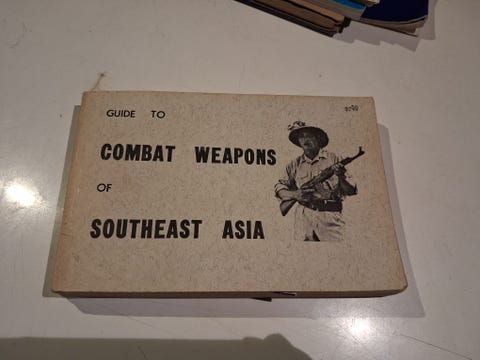 GUIDE TO
COMBAT WEAPONS
OF
SOUTHEAST ASIA